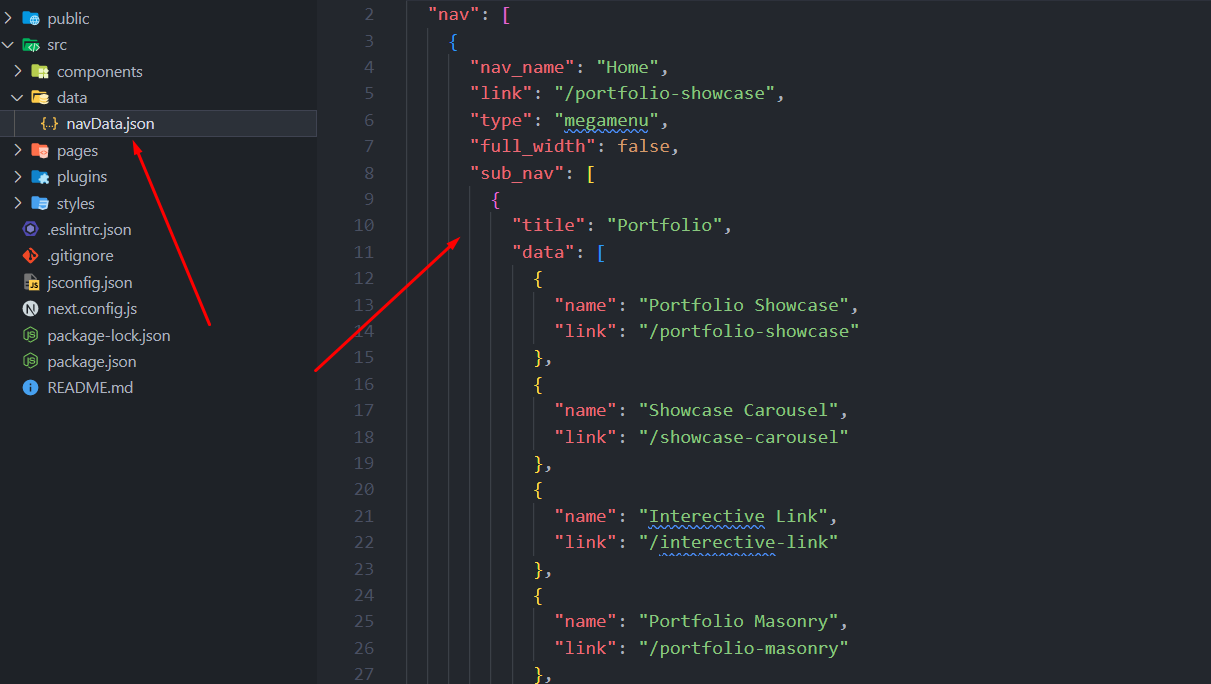 public
src
components
data
navData.json
pages
plugins
styles
.eslintrc.json
.gitignore
jsconfig.json
next.config.js
package-lock.json
package.json
README.md
2 "nav": [
3 {
4 "nav_name": "Home",
5 "link": "/portfolio-showcase",
6 "type": "megamenu",
7 "full_width": false,
8 "sub_nav": [
9 {
10 "title": "Portfolio",
11 "data": [
12 {
13 "name": "Portfolio Showcase",
14 "link": "/portfolio-showcase"
15 },
16 {
17 "name": "Showcase Carousel",
18 "link": "/showcase-carousel"
19 },
20 {
21 "name": "Interective Link",
22 "link": "/interective-link"
23 },
24 {
25 "name": "Portfolio Masonry",
26 "link": "/portfolio-masonry"
27 },